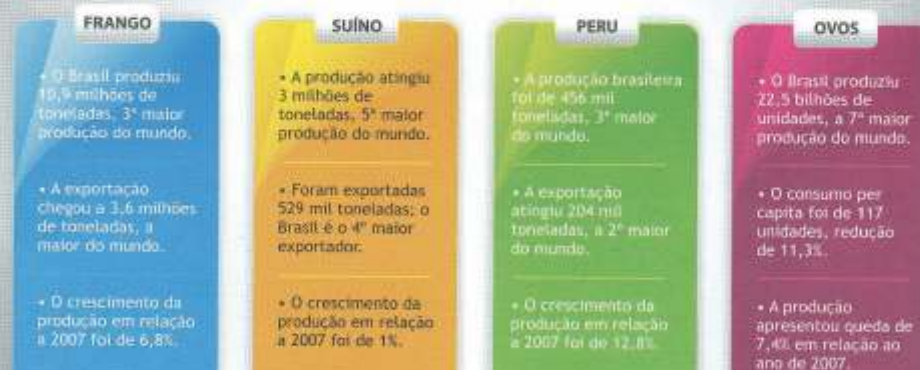 FRANGO
• O Brasil produziu
10,9 milhões de
toneladas, 3ª maior
produção do mundo.
• A exportação
chegou a 3,6 milhões
de toneladas, a
maior do mundo.
• O crescimento da
produção em relação
a 2007 foi de 6,8%.
SUÍNO
• A produção atingiu
3 milhões de
toneladas, 5ª maior
produção do mundo.
• Foram exportadas
529 mil toneladas; o
Brasil é o 4º maior
exportador.
• O crescimento da
produção em relação
a 2007 foi de 1%.
PERU
• A produção brasileira
foi de 456 mil
toneladas, 3ª maior
do mundo.
• A exportação
atingiu 204 mil
toneladas, a 2ª maior
do mundo.
• O crescimento da
produção em relação
a 2007 foi de 12,8%.
OVOS
• O Brasil produziu
22,5 bilhões de
unidades, a 7ª maior
produção do mundo.
• O consumo per
capita foi de 117
unidades, redução
de 11,3%.
• A produção
apresentou queda de
7,4% em relação ao
ano de 2007.